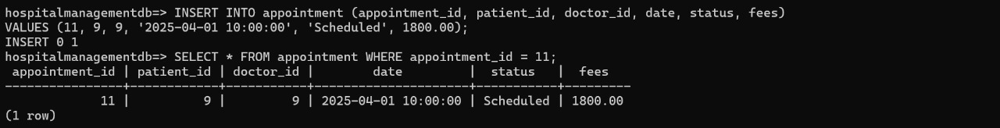 hospitalmanagementdb=> INSERT INTO appointment (appointment_id, patient_id, doctor_id, date, status, fees)
VALUES (11, 9, 9, '2025-04-01 10:00:00', 'Scheduled', 1800.00);
INSERT 0 1
hospitalmanagementdb=> SELECT * FROM appointment WHERE appointment_id = 11;
 appointment_id | patient_id | doctor_id |        date         |  status   |  fees
----------------+------------+-----------+---------------------+-----------+---------
             11 |          9 |         9 | 2025-04-01 10:00:00 | Scheduled | 1800.00
(1 row)